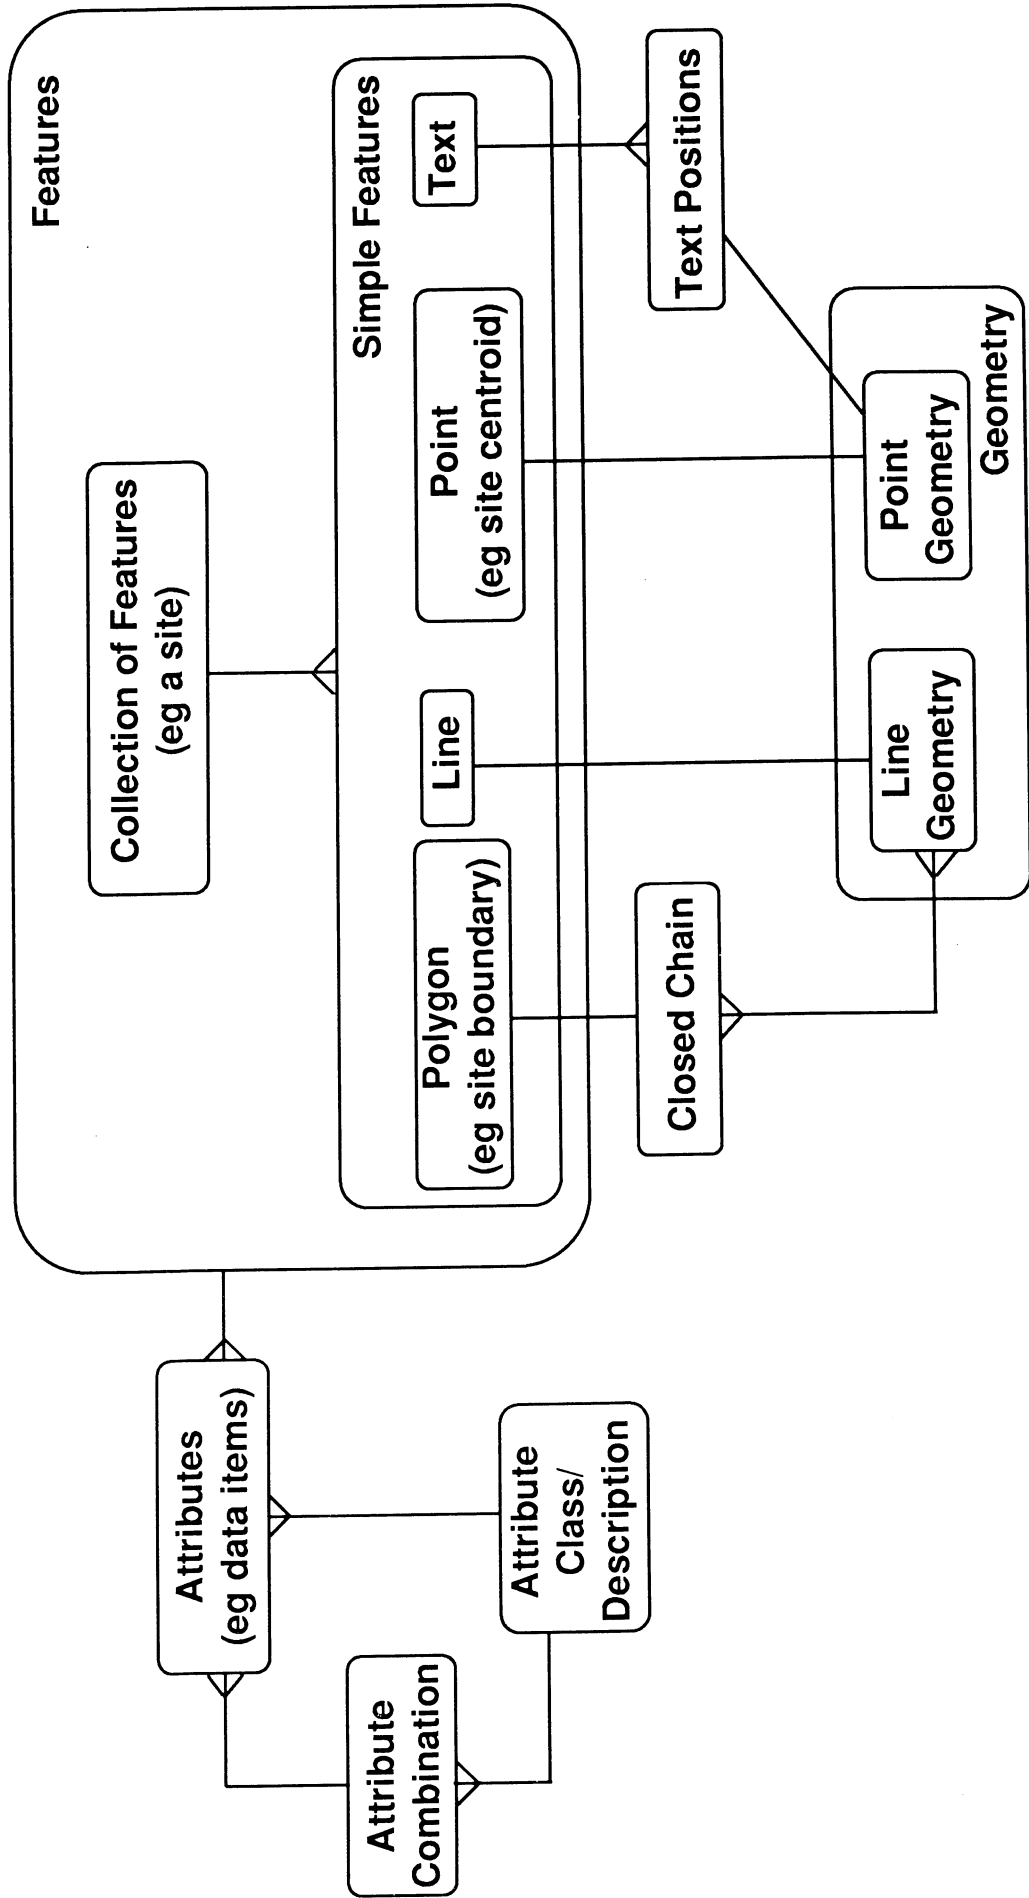 Features
Collection of Features
(eg a site)
Simple Features
Polygon
(eg site boundary)
Line
Point
(eg site centroid)
Text
Attributes
(eg data items)
Attribute
Combination
Attribute
Class/
Description
Closed Chain
Text Positions
Line
Geometry
Point
Geometry
Geometry